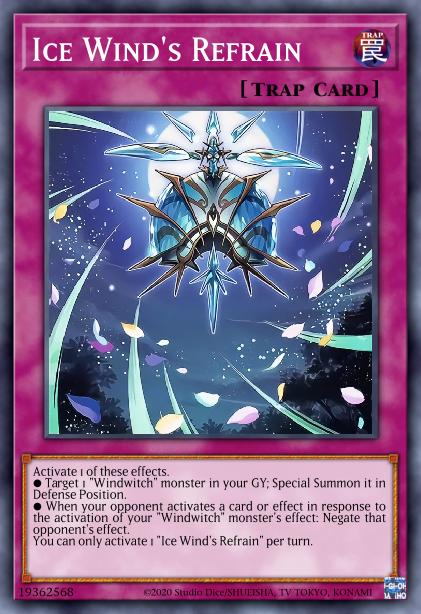 Ice Wind's Refrain
TRAP
罠
[Trap Card]
Activate 1 of these effects.
● Target 1 "Windwitch" monster in your GY; Special Summon it in
Defense Position.
● When your opponent activates a card or effect in response to
the activation of your "Windwitch" monster's effect: Negate that
opponent's effect.
You can only activate 1 "Ice Wind's Refrain" per turn.
19362568 ©2020 Studio Dice/SHUEISHA, TV TOKYO, KONAMI